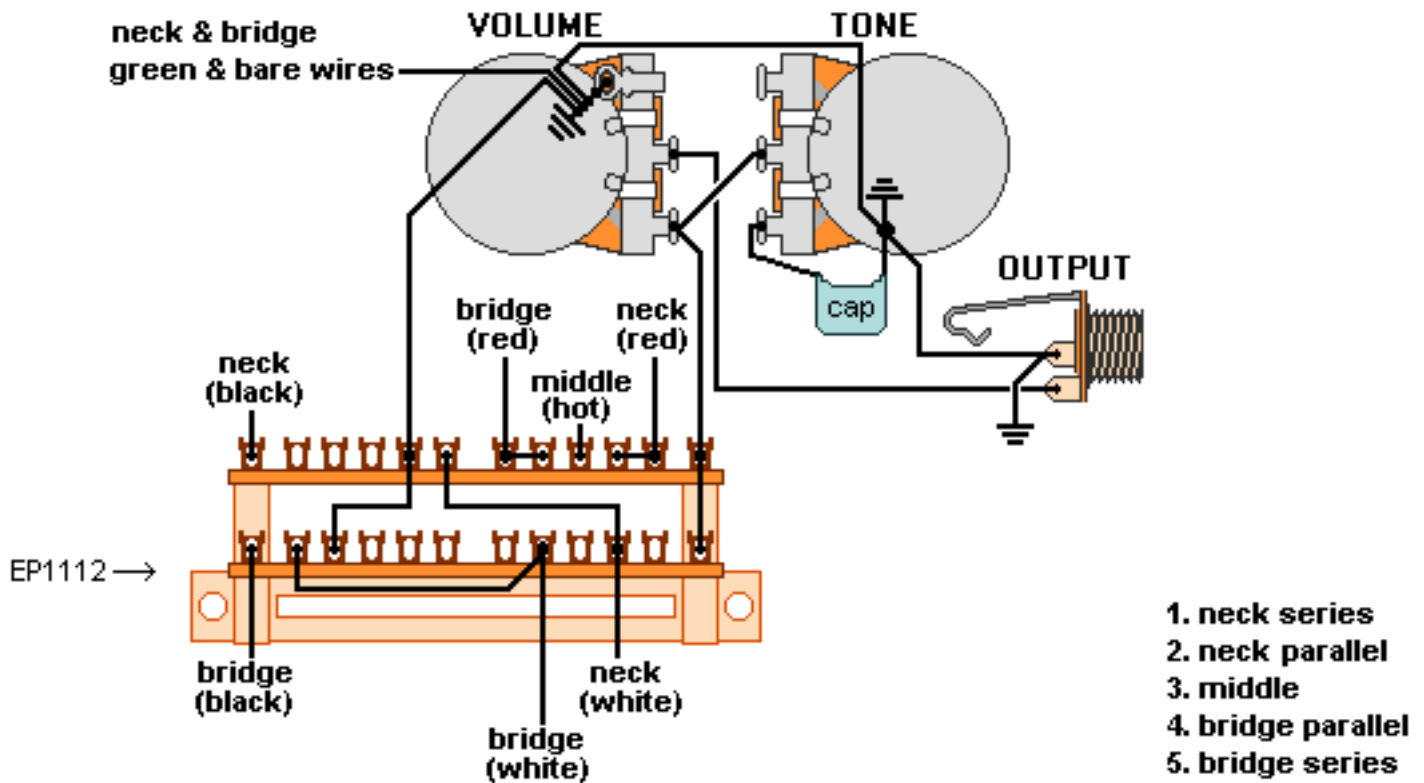 VOLUME
TONE
neck & bridge
green & bare wires
OUTPUT
cap
bridge
(red)
neck
(red)
neck
(black)
middle
(hot)
EP1112
bridge
(black)
neck
(white)
bridge
(white)
1. neck series
2. neck parallel
3. middle
4. bridge parallel
5. bridge series